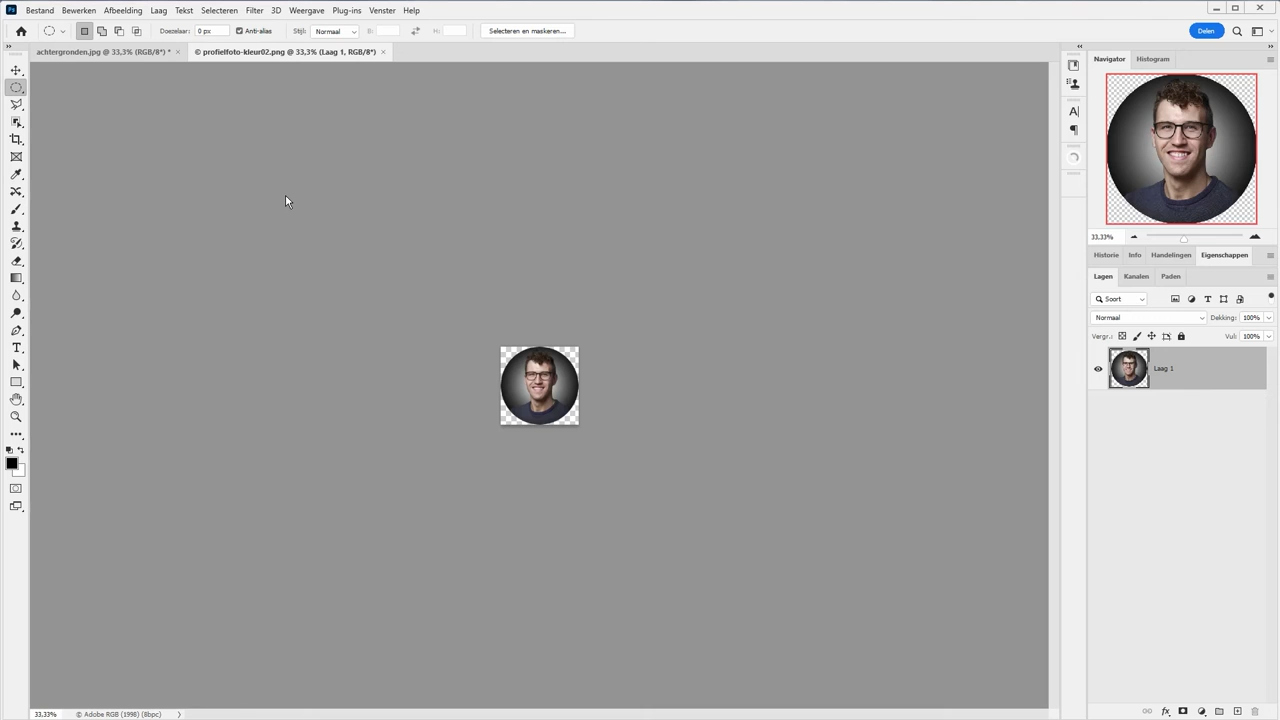 Ps Bestand Bewerken Afbeelding Laag Tekst Selecteren Filter 3D Weergave Plug-ins Venster Help
Doezelaar: 0 px Anti-alias Stijl: Normaal B: H: Selecteren en maskeren... Delen
achtergronden.jpg @ 33,3% (RGB/8*) * × © profielfoto-kleur02.png @ 33,3% (Laag 1, RGB/8*) ×
Navigator Histogram
33,33%
Historie Info Handelingen Eigenschappen
Lagen Kanalen Paden
Soort
Normaal Dekking: 100%
Vergr.: Vul: 100%
Laag 1
33,33% © Adobe RGB (1998) (8bpc)